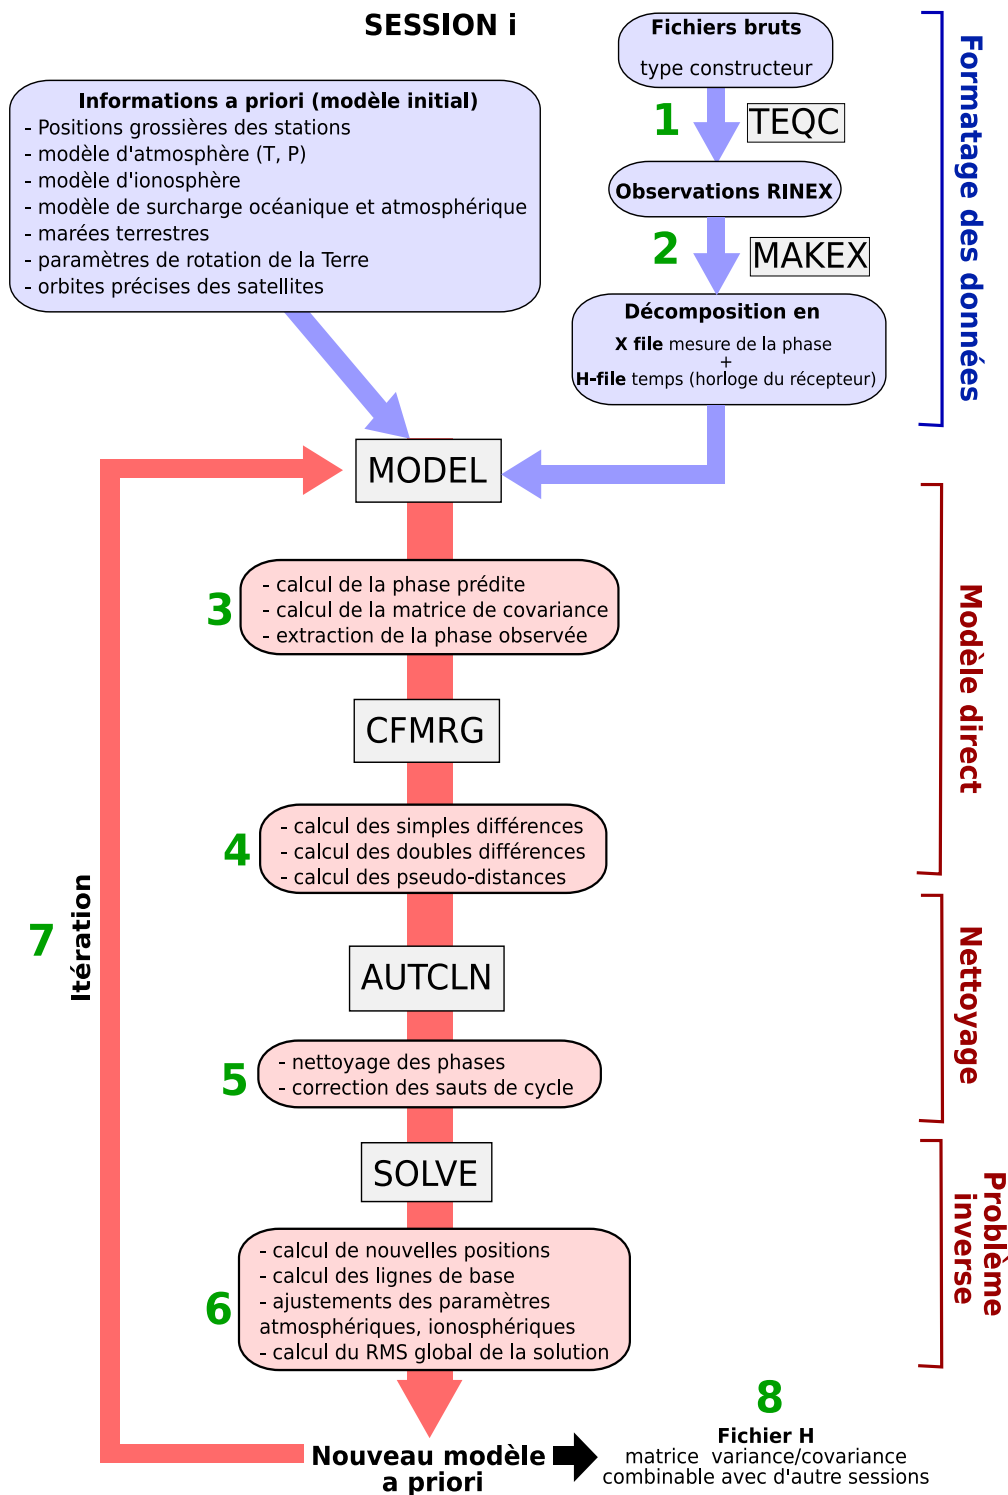 SESSION i
Fichiers bruts
type constructeur
Informations a priori (modèle initial)
- Positions grossières des stations
- modèle d'atmosphère (T, P)
- modèle d'ionosphère
- modèle de surcharge océanique et atmosphérique
- marées terrestres
- paramètres de rotation de la Terre
- orbites précises des satellites
1
TEQC
Observations RINEX
2
MAKEX
Décomposition en
X file mesure de la phase
+
H-file temps (horloge du récepteur)
Formatage des données
MODEL
3
- calcul de la phase prédite
- calcul de la matrice de covariance
- extraction de la phase observée
CFMRG
4
- calcul des simples différences
- calcul des doubles différences
- calcul des pseudo-distances
Modèle direct
7
Itération
AUTCLN
5
- nettoyage des phases
- correction des sauts de cycle
Nettoyage
SOLVE
6
- calcul de nouvelles positions
- calcul des lignes de base
- ajustements des paramètres
atmosphériques, ionosphériques
- calcul du RMS global de la solution
Problème
inverse
Nouveau modèle
a priori
8
Fichier H
matrice variance/covariance
combinable avec d'autre sessions